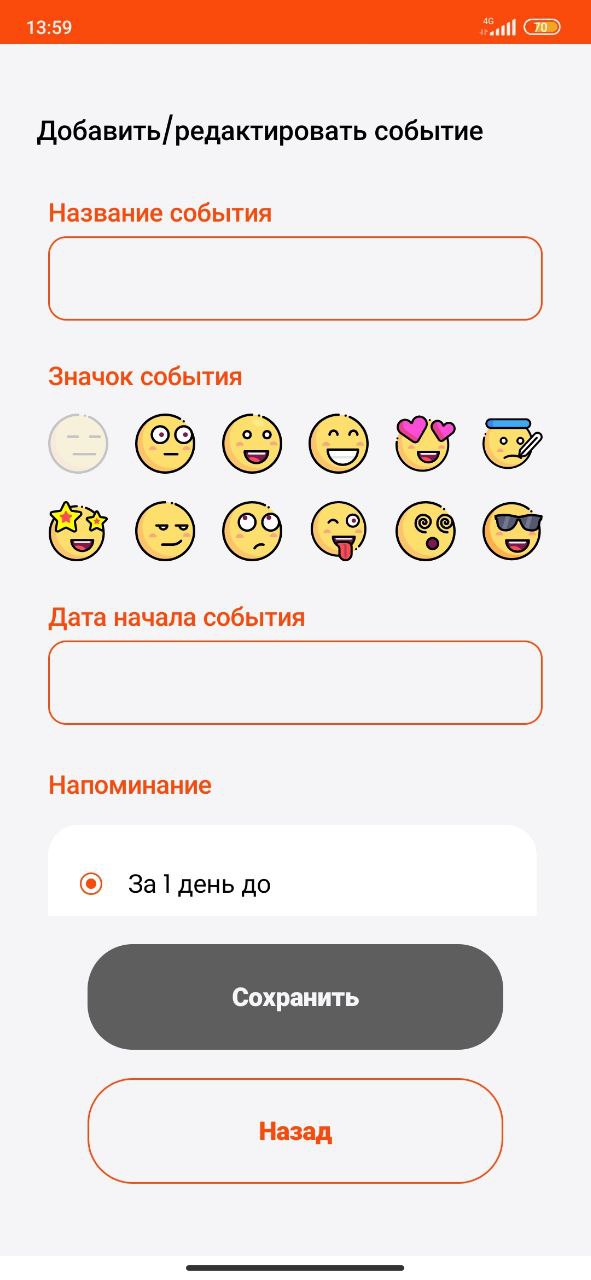 13:59
4G
70
Добавить/редактировать событие
Название события
Значок события
Дата начала события
Напоминание
За 1 день до
Сохранить
Назад